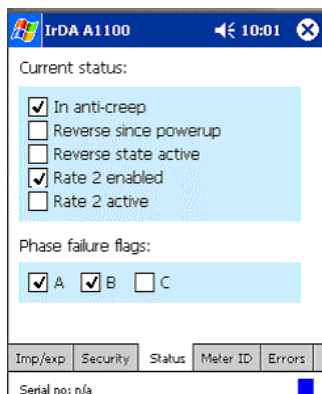 IrDA A1100 10:01
Current status:
In anti-creep
Reverse since powerup
Reverse state active
Rate 2 enabled
Rate 2 active
Phase failure flags:
A B C
Imp/exp Security Status Meter ID Errors
Serial no: n/a